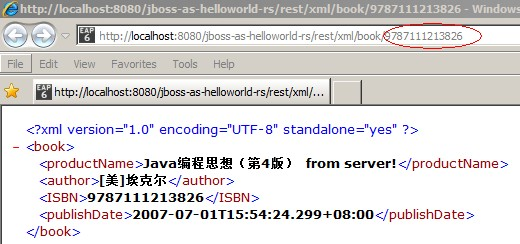 http://localhost:8080/jboss-as-helloworld-rs/rest/xml/book/9787111213826 - Windows
EAP 6 http://localhost:8080/jboss-as-helloworld-rs/rest/xml/book/9787111213826
File Edit View Favorites Tools Help
EAP 6 http://localhost:8080/jboss-as-helloworld-rs/rest/xml/...
<?xml version="1.0" encoding="UTF-8" standalone="yes" ?>
- <book>
<productName>Java编程思想（第4版） from server!</productName>
<author>[美]埃克尔</author>
<ISBN>9787111213826</ISBN>
<publishDate>2007-07-01T15:54:24.299+08:00</publishDate>
</book>